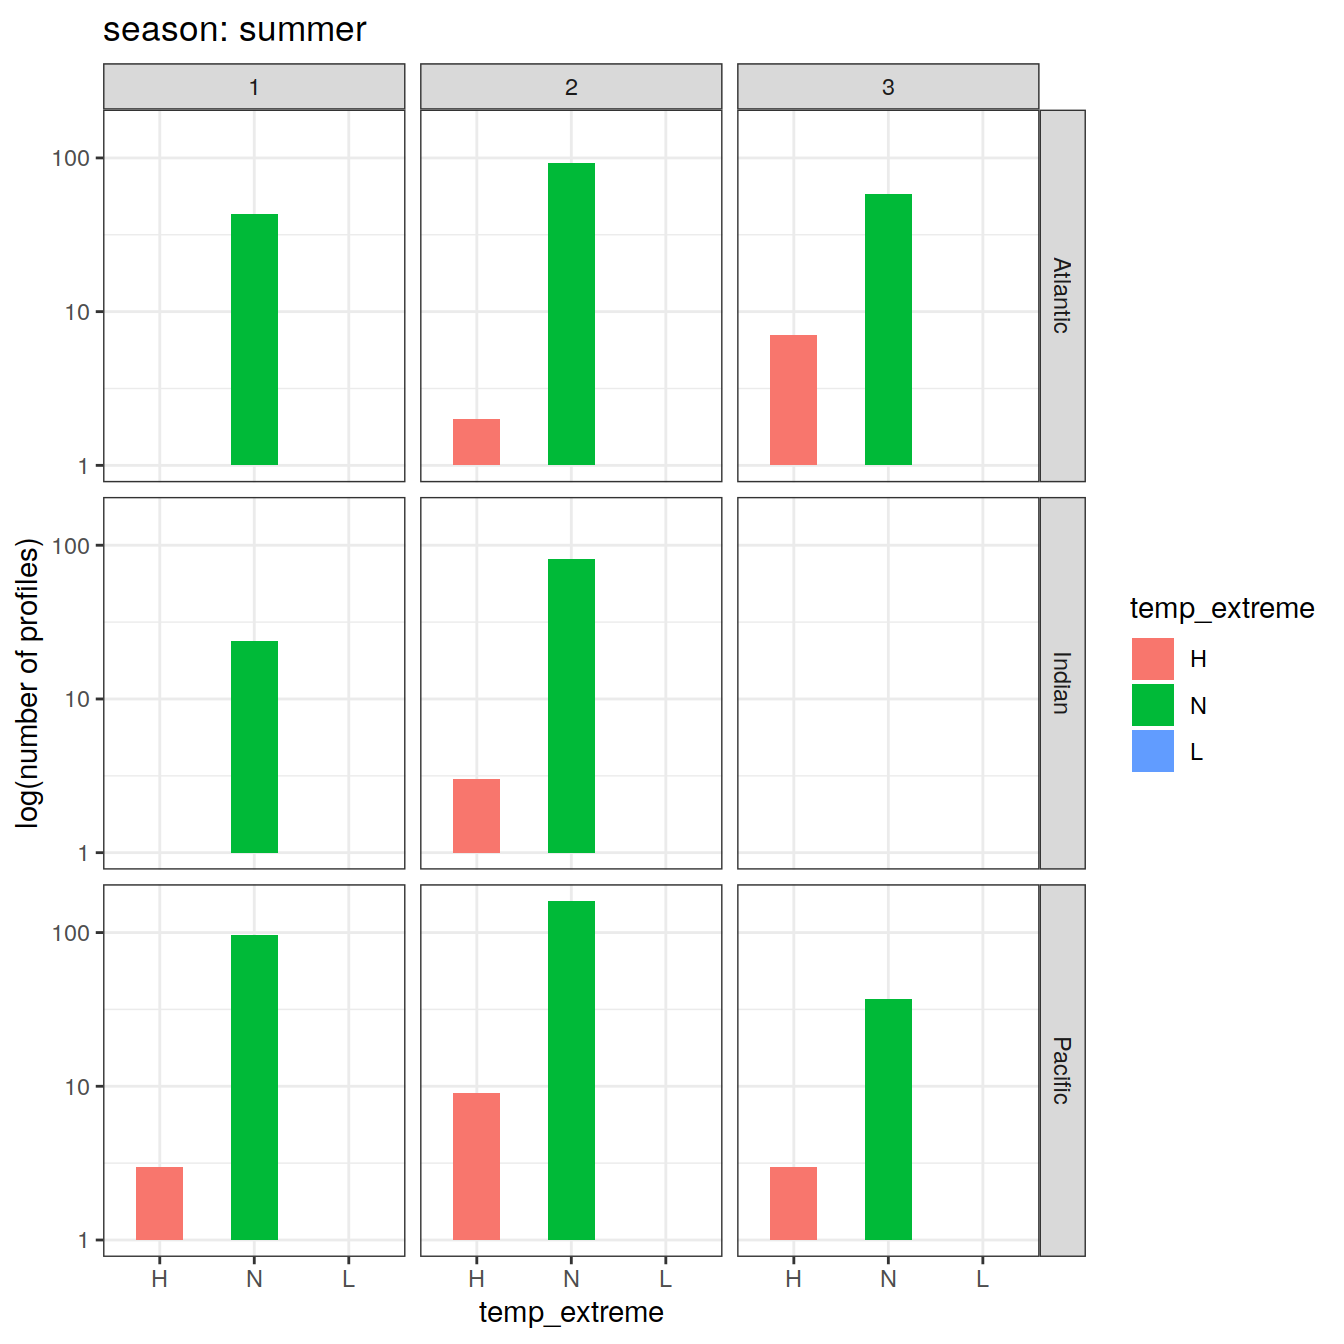 season: summer
1 2 3
100
10
1
Atlantic
100
10
1
Indian
100
10
1
Pacific
H N L H N L H N L
temp_extreme
log(number of profiles)
temp_extreme
H
N
L